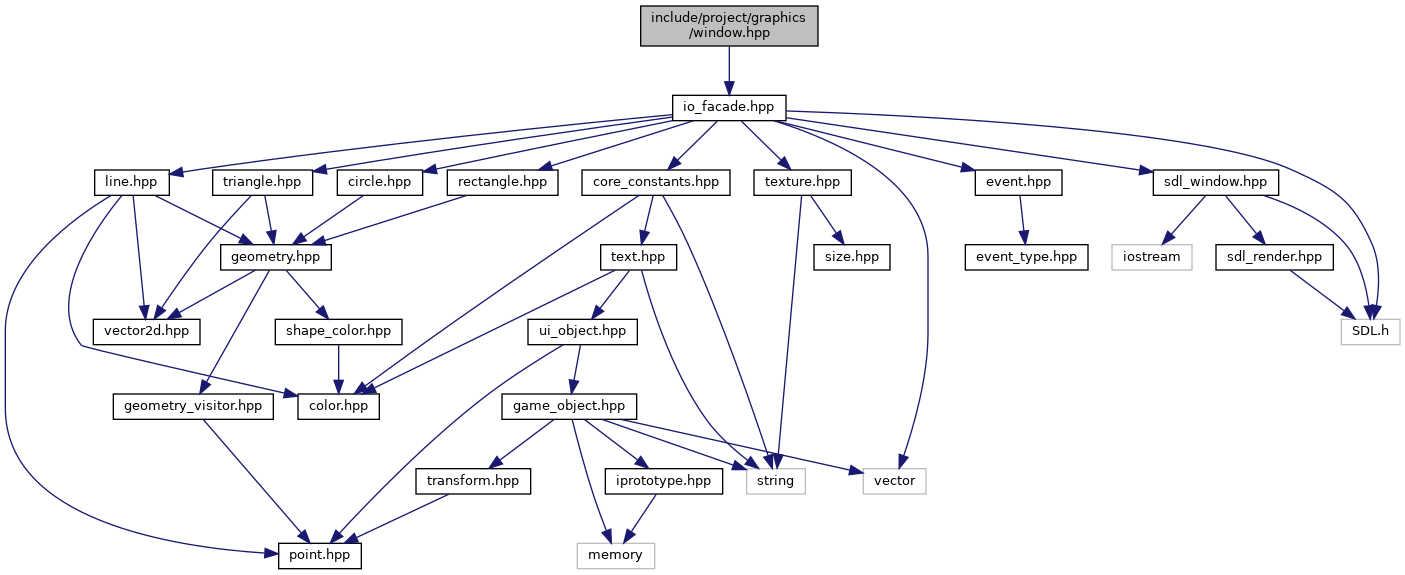 include/project/graphics
/window.hpp
io_facade.hpp
line.hpp
triangle.hpp
circle.hpp
rectangle.hpp
core_constants.hpp
texture.hpp
event.hpp
sdl_window.hpp
geometry.hpp
text.hpp
size.hpp
event_type.hpp
iostream
sdl_render.hpp
vector2d.hpp
shape_color.hpp
ui_object.hpp
SDL.h
geometry_visitor.hpp
color.hpp
game_object.hpp
transform.hpp
iprototype.hpp
string
vector
point.hpp
memory